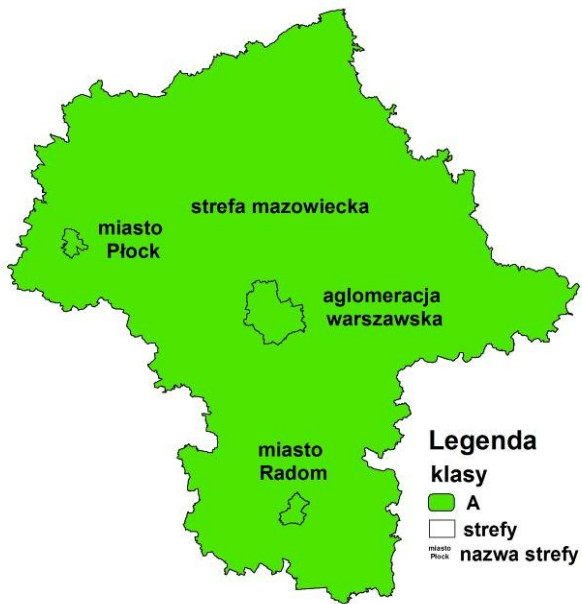 strefa mazowiecka
miasto
Płock
aglomeracja
warszawska
miasto
Radom
Legenda
klasy
A
strefy
miasto
Płock
nazwa strefy